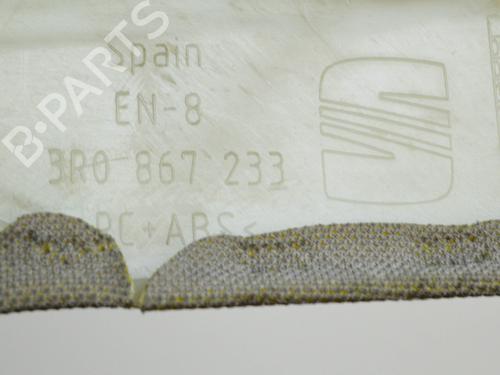 Spain
EN-8
3R0 867 233
PC+ABS<
B-PARTS